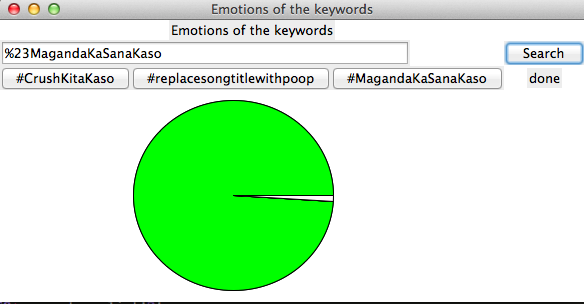 Emotions of the keywords
Emotions of the keywords
%23MagandaKaSanaKaso Search
#CrushKitaKaso #replacesongtitlewithpoop #MagandaKaSanaKaso done